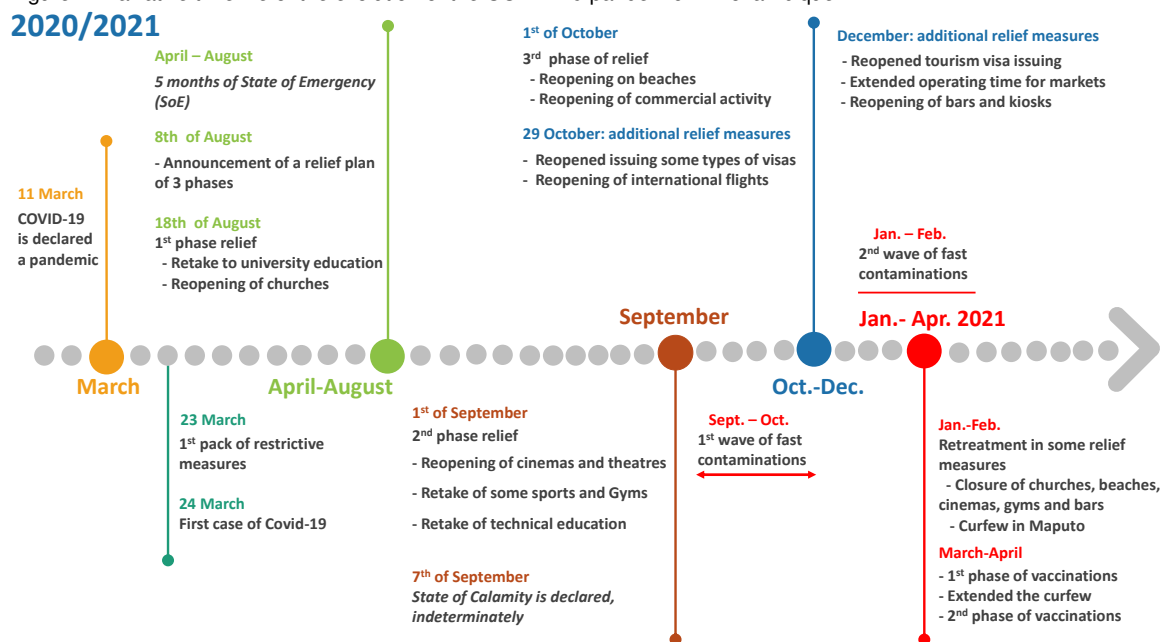 2020/2021
11 March
COVID-19
is declared
a pandemic
March
April – August
5 months of State of Emergency
(SoE)
8th of August
- Announcement of a relief plan
of 3 phases
18th of August
1st phase relief
- Retake to university education
- Reopening of churches
April-August
23 March
1st pack of restrictive
measures
24 March
First case of Covid-19
1st of September
2nd phase relief
- Reopening of cinemas and theatres
- Retake of some sports and Gyms
- Retake of technical education
7th of September
State of Calamity is declared,
indeterminately
September
1st of October
3rd phase of relief
- Reopening on beaches
- Reopening of commercial activity
29 October: additional relief measures
- Reopened issuing some types of visas
- Reopening of international flights
Sept. – Oct.
1st wave of fast
contaminations
Oct.-Dec.
December: additional relief measures
- Reopened tourism visa issuing
- Extended operating time for markets
- Reopening of bars and kiosks
Jan. – Feb.
2nd wave of fast
contaminations
Jan.- Apr. 2021
Jan.-Feb.
Retreatment in some relief
measures
- Closure of churches, beaches,
cinemas, gyms and bars
- Curfew in Maputo
March-April
- 1st phase of vaccinations
- Extended the curfew
- 2nd phase of vaccinations